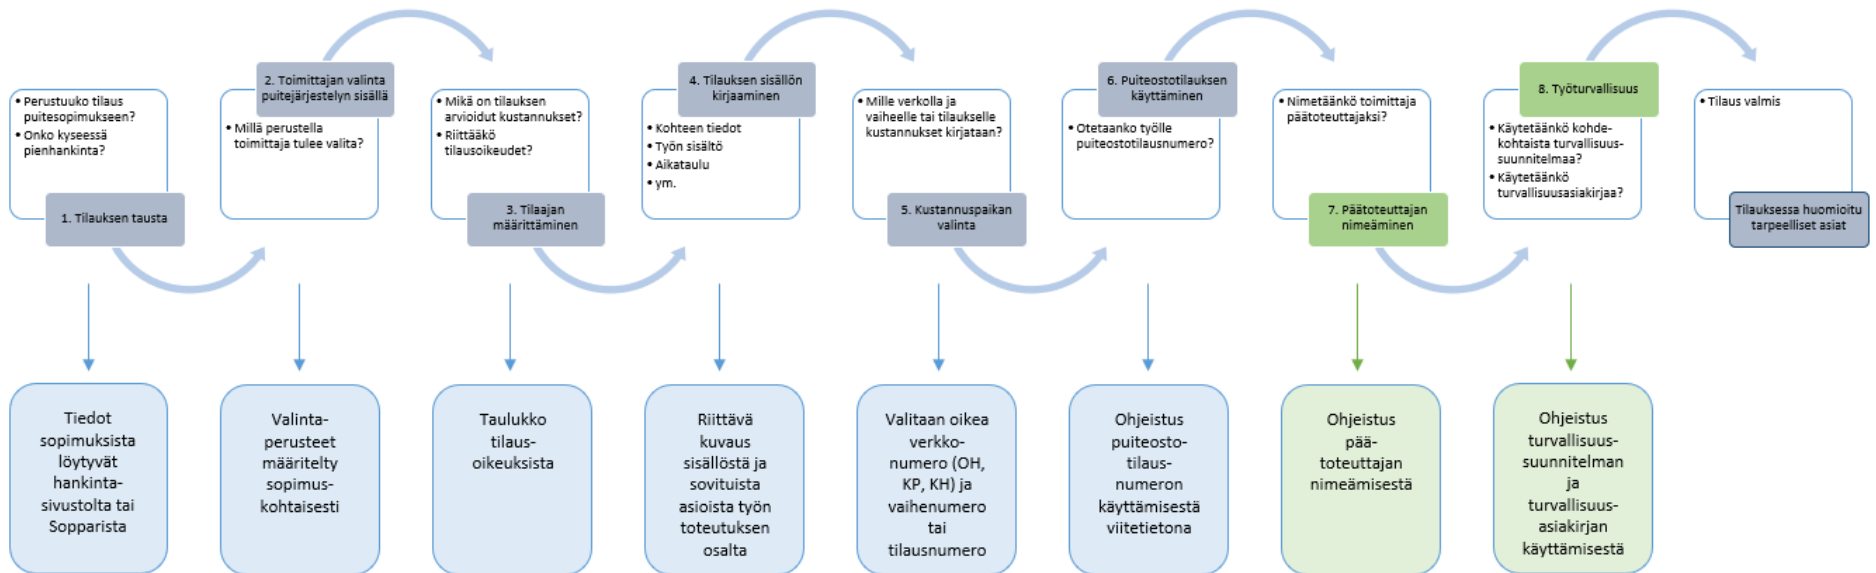 • Perustuuko tilaus
puitesopimukseen?
• Onko kyseessä
pienhankinta?
1. Tilauksen tausta
2. Toimittajan valinta
puitejärjestelyn sisällä
• Millä perustella
toimittaja tulee valita?
• Mikä on tilauksen
arvioidut kustannukset?
• Riittääkö
tilausoikeudet?
3. Tilaajan
määrittäminen
4. Tilauksen sisällön
kirjaaminen
• Kohteen tiedot
• Työn sisältö
• Aikataulu
• ym.
• Mille verkolla ja
vaiheelle tai tilaukselle
kustannukset kirjataan?
5. Kustannuspaikan
valinta
6. Puiteostotilauksen
käyttäminen
• Otetaanko työlle
puiteostotilausnumero?
• Nimetäänkö toimittaja
päätoteuttajaksi?
7. Päätoteuttajan
nimeäminen
8. Työturvallisuus
• Käytetäänkö kohde-
kohtaista turvallisuus-
suunnitelmaa?
• Käytetäänkö
turvallisuusasiakirjaa?
• Tilaus valmis
Tilauksessa huomioitu
tarpeelliset asiat
Tiedot
sopimuksista
löytyvät
hankinta-
sivustolta tai
Sopparista
Valinta-
perusteet
määritelty
sopimus-
kohtaisesti
Taulukko
tilaus-
oikeuksista
Riittävä
kuvaus
sisällöstä ja
sovituista
asioista työn
toteutuksen
osalta
Valitaan oikea
verkko-
numero (OH,
KP, KH) ja
vaihenumero
tai
tilausnumero
Ohjeistus
puiteosto-
tilaus-
numeron
käyttämisestä
viitetietona
Ohjeistus
pää-
toteuttajan
nimeämisestä
Ohjeistus
turvallisuus-
suunnitelman
ja
turvallisuus-
asiakirjan
käyttämisestä